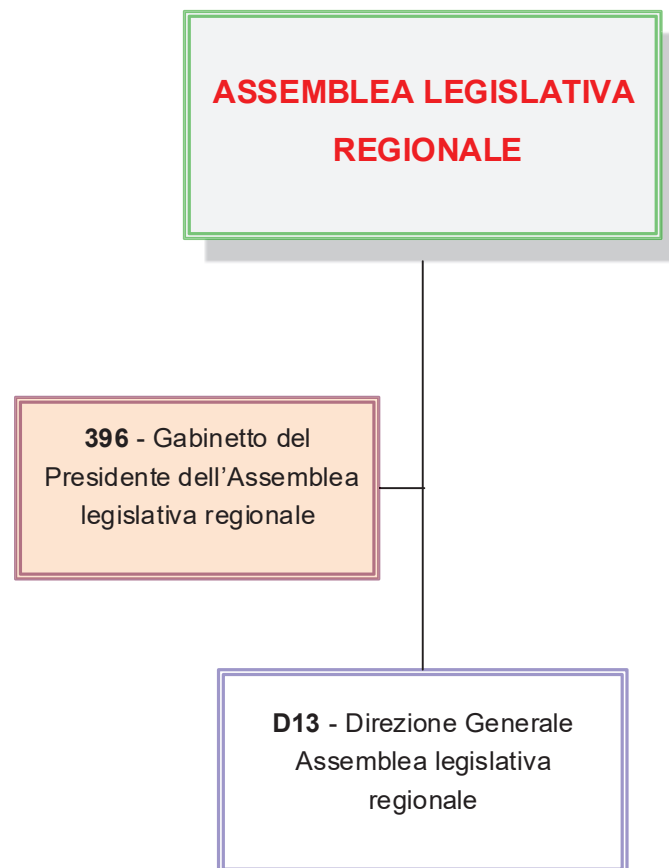 ASSEMBLEA LEGISLATIVA
REGIONALE
396 - Gabinetto del
Presidente dell’Assemblea
legislativa regionale
D13 - Direzione Generale
Assemblea legislativa
regionale